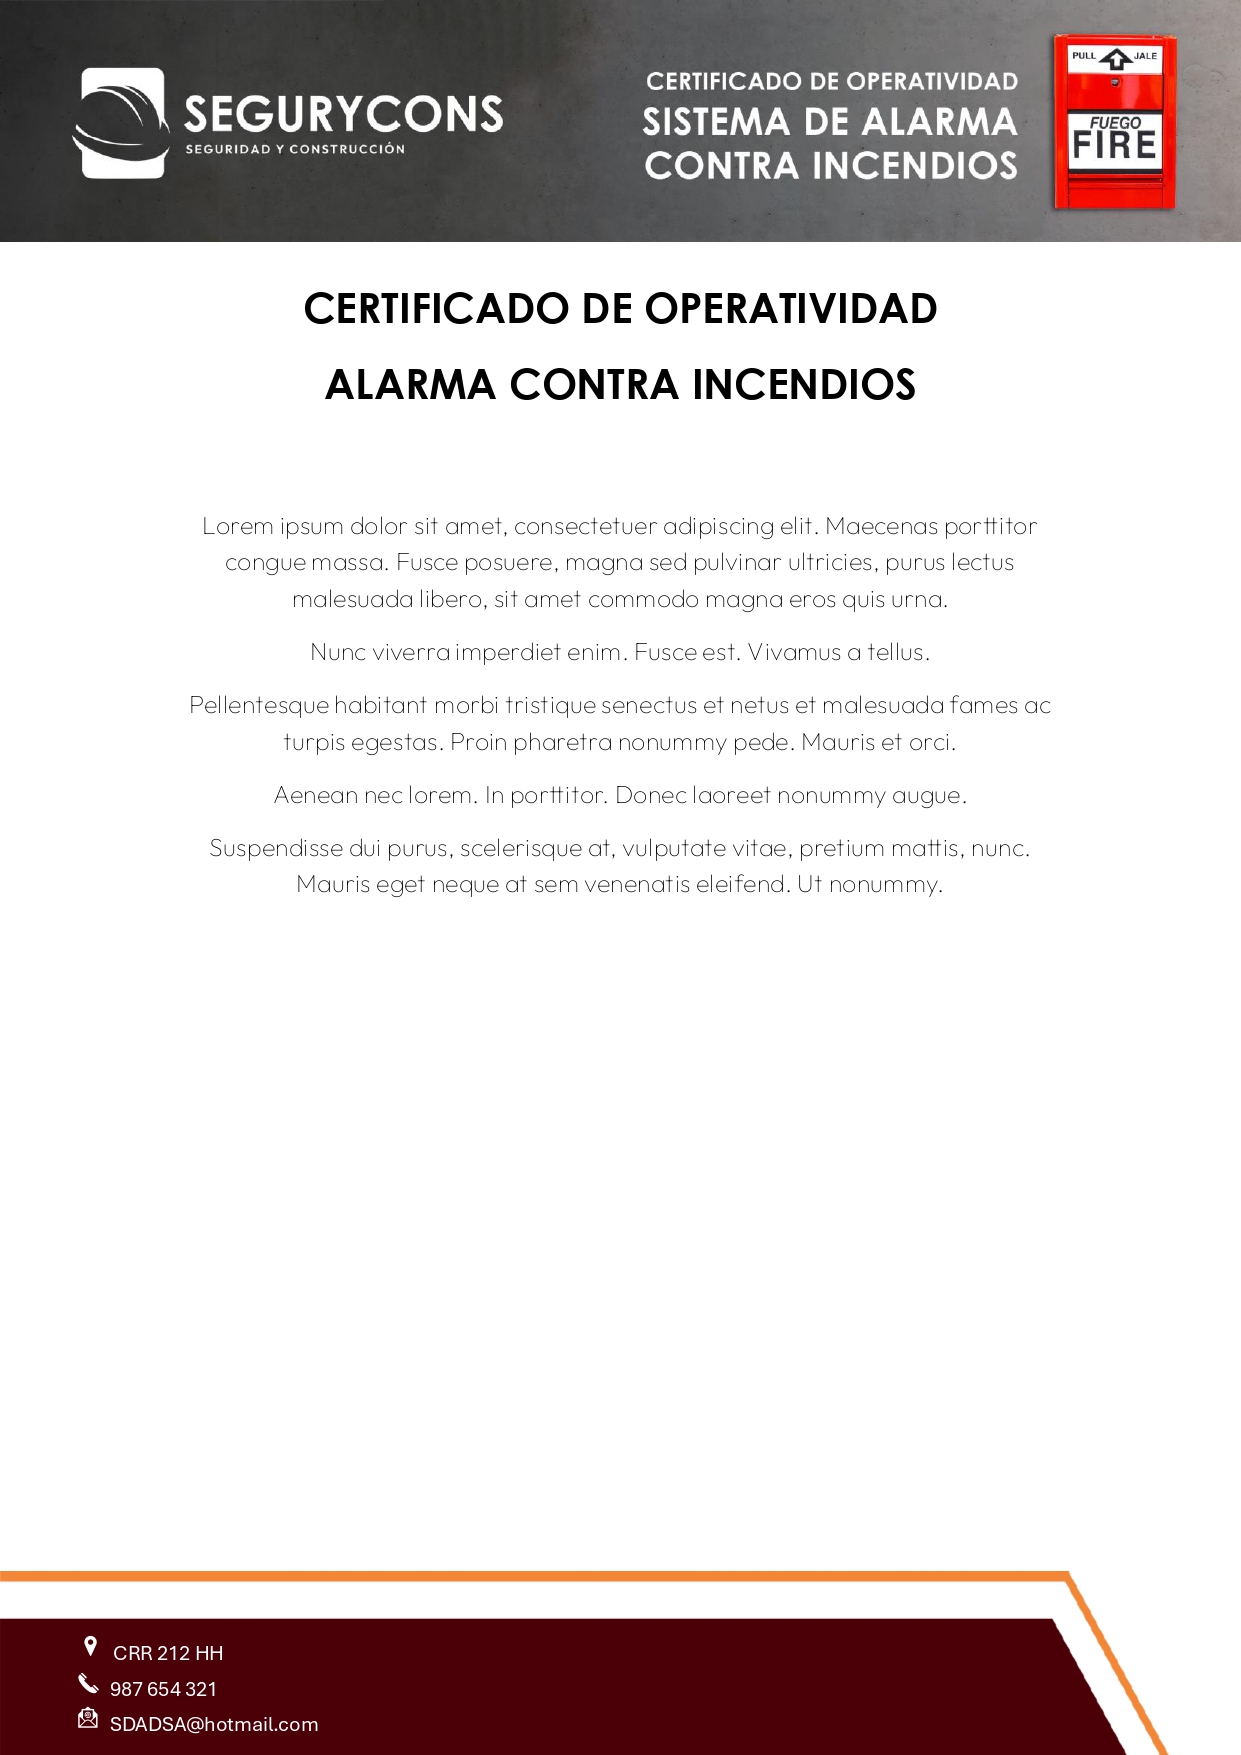 SEGURYCONS
SEGURIDAD Y CONSTRUCCIÓN
CERTIFICADO DE OPERATIVIDAD
SISTEMA DE ALARMA
CONTRA INCENDIOS
PULL JALE
FUEGO
FIRE
CERTIFICADO DE OPERATIVIDAD
ALARMA CONTRA INCENDIOS
Lorem ipsum dolor sit amet, consectetuer adipiscing elit. Maecenas porttitor
congue massa. Fusce posuere, magna sed pulvinar ultricies, purus lectus
malesuada libero, sit amet commodo magna eros quis urna.
Nunc viverra imperdiet enim. Fusce est. Vivamus a tellus.
Pellentesque habitant morbi tristique senectus et netus et malesuada fames ac
turpis egestas. Proin pharetra nonummy pede. Mauris et orci.
Aenean nec lorem. In porttitor. Donec laoreet nonummy augue.
Suspendisse dui purus, scelerisque at, vulputate vitae, pretium mattis, nunc.
Mauris eget neque at sem venenatis eleifend. Ut nonummy.
CRR 212 HH
987 654 321
SDADSA@hotmail.com